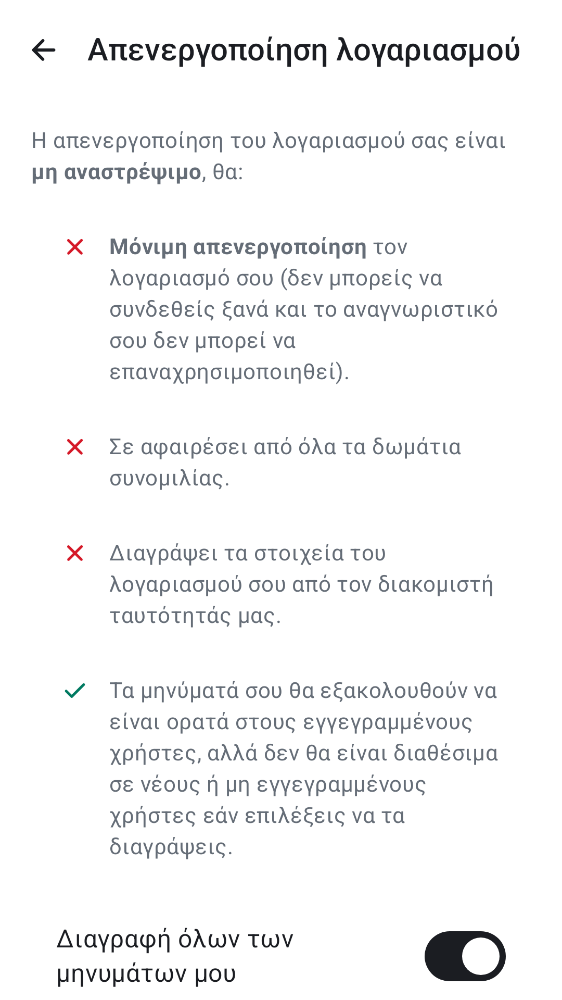 Απενεργοποίηση λογαριασμού
Η απενεργοποίηση του λογαριασμού σας είναι
μη αναστρέψιμο, θα:
Μόνιμη απενεργοποίηση τον
λογαριασμό σου (δεν μπορείς να
συνδεθείς ξανά και το αναγνωριστικό
σου δεν μπορεί να
επαναχρησιμοποιηθεί).
Σε αφαιρέσει από όλα τα δωμάτια
συνομιλίας.
Διαγράψει τα στοιχεία του
λογαριασμού σου από τον διακομιστή
ταυτότητάς μας.
Τα μηνύματά σου θα εξακολουθούν να
είναι ορατά στους εγγεγραμμένους
χρήστες, αλλά δεν θα είναι διαθέσιμα
σε νέους ή μη εγγεγραμμένους
χρήστες εάν επιλέξεις να τα
διαγράψεις.
Διαγραφή όλων των
μηνυμάτων μου